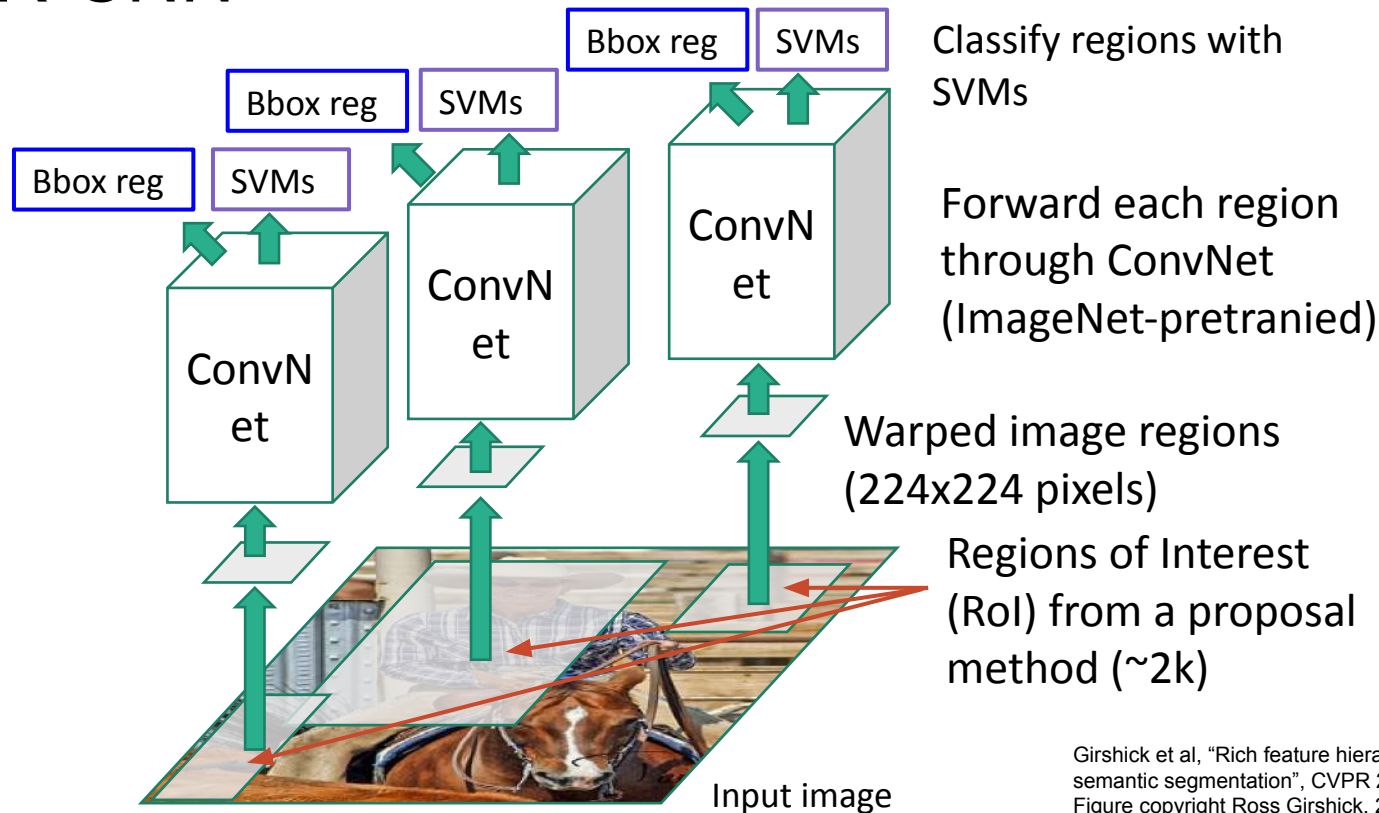 Bbox reg
SVMs
Classify regions with
SVMs
Bbox reg
SVMs
Bbox reg
SVMs
Forward each region
through ConvNet
(ImageNet-pretranied)
ConvN
et
ConvN
et
ConvN
et
Warped image regions
(224x224 pixels)
Regions of Interest
(RoI) from a proposal
method (~2k)
Input image
Girshick et al, “Rich feature hiera
semantic segmentation”, CVPR 2
Figure copyright Ross Girshick, 2